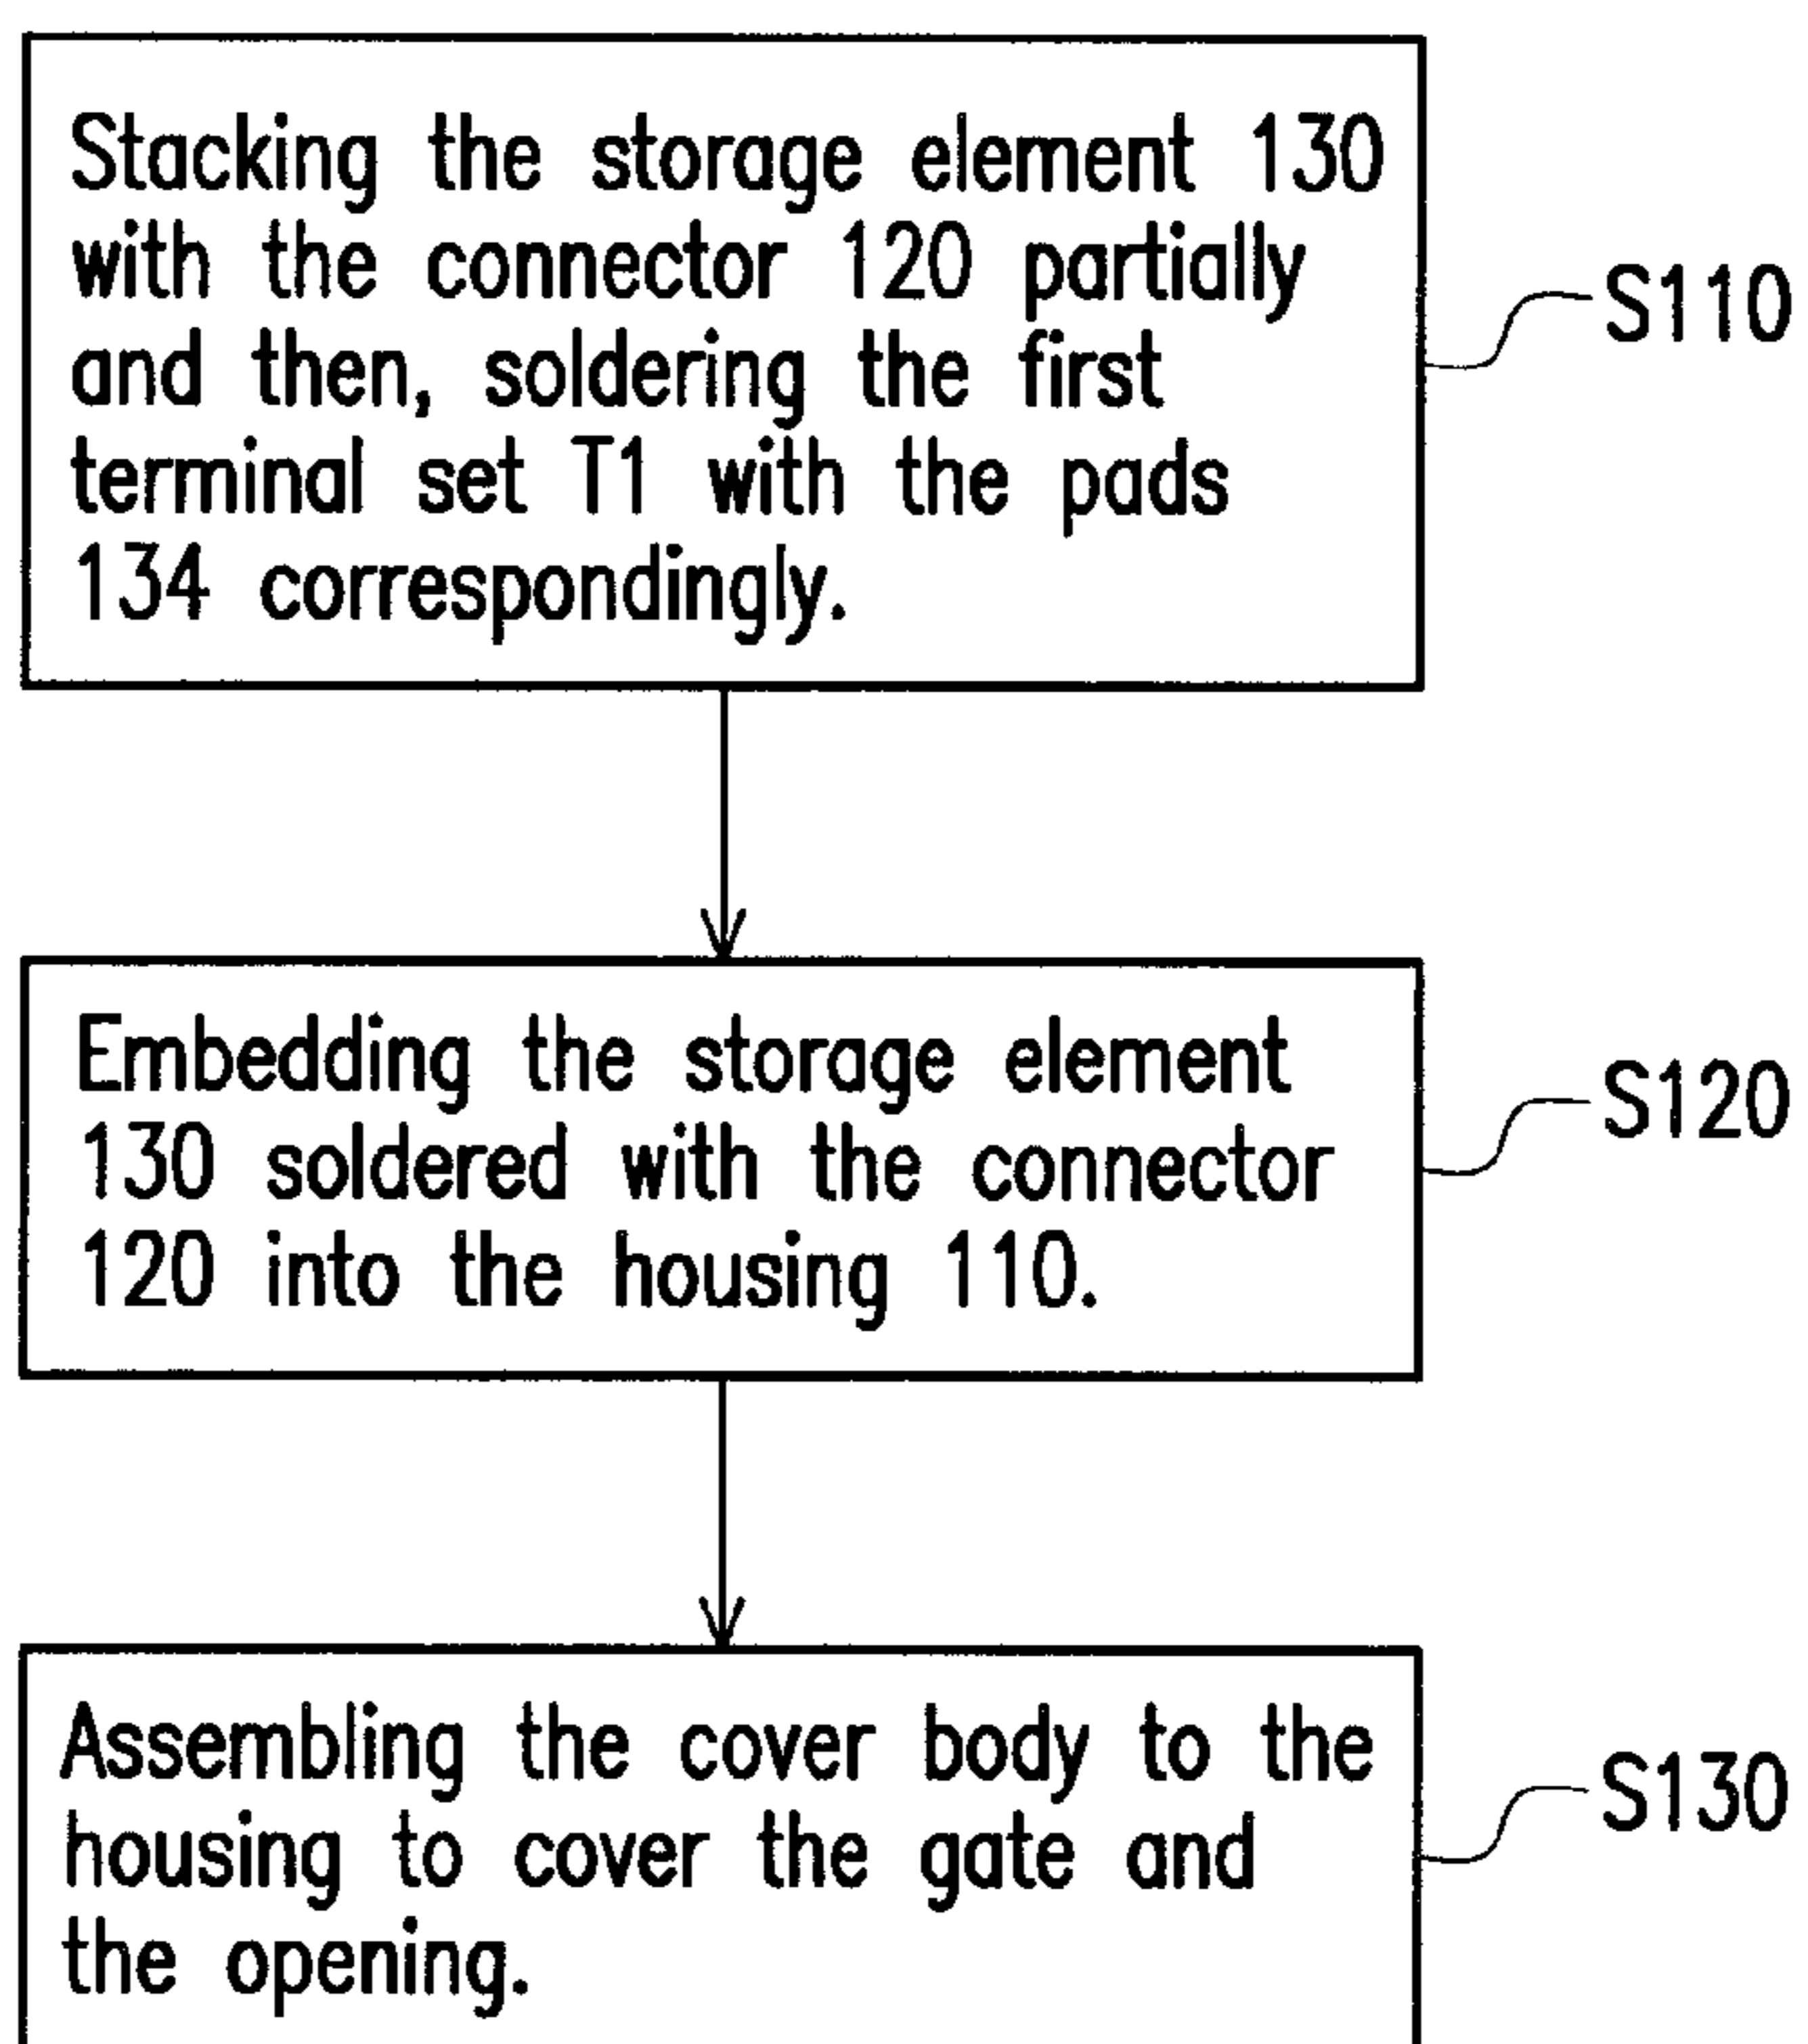 Stacking the storage element 130
with the connector 120 partially
and then, soldering the first
terminal set T1 with the pads
134 correspondingly.
S110
Embedding the storage element
130 soldered with the connector
120 into the housing 110.
S120
Assembling the cover body to the
housing to cover the gate and
the opening.
S130